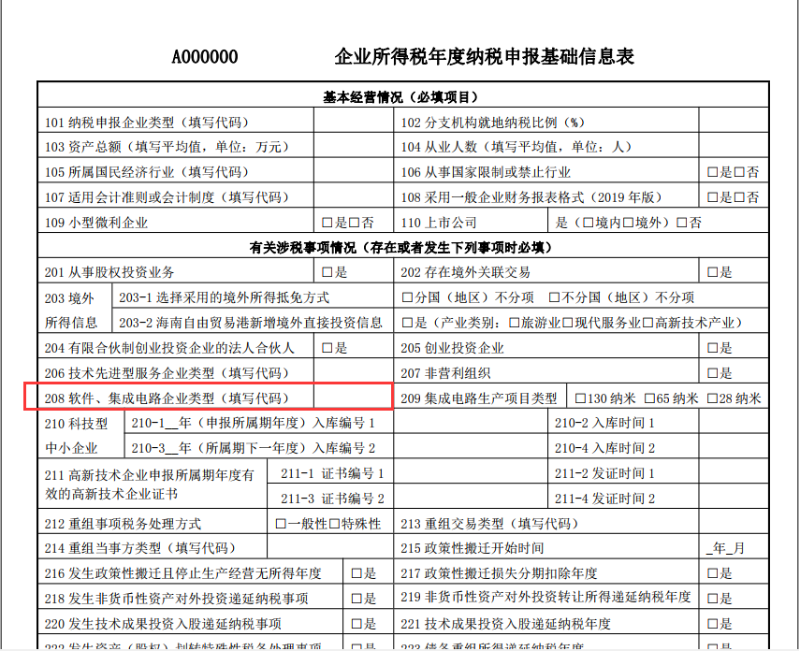 A000000 企业所得税年度纳税申报基础信息表
基本经营情况（必填项目）
101 纳税申报企业类型（填写代码） 102 分支机构就地纳税比例（%）
103 资产总额（填写平均值，单位：万元） 104 从业人数（填写平均值，单位：人）
105 所属国民经济行业（填写代码） 106 从事国家限制或禁止行业 □是□否
107 适用会计准则或会计制度（填写代码） 108 采用一般企业财务报表格式（2019 年版） □是□否
109 小型微利企业 □是□否 110 上市公司 是（□境内□境外）□否
有关涉税事项情况（存在或者发生下列事项时必填）
201 从事股权投资业务 □是 202 存在境外关联交易 □是
203 境外所得信息 203-1 选择采用的境外所得抵免方式 □分国（地区）不分项 □不分国（地区）不分项
203-2 海南自由贸易港新增境外直接投资信息 □是（产业类别：□旅游业□现代服务业□高新技术产业）
204 有限合伙制创业投资企业的法人合伙人 □是 205 创业投资企业 □是
206 技术先进型服务企业类型（填写代码） 207 非营利组织 □是
208 软件、集成电路企业类型（填写代码） 209 集成电路生产项目类型 □130 纳米 □65 纳米 □28 纳米
210 科技型中小企业 210-1__年（申报所属期年度）入库编号 1 210-2 入库时间 1
210-3__年（所属期下一年度）入库编号 2 210-4 入库时间 2
211 高新技术企业申报所属期年度有效的高新技术企业证书 211-1 证书编号 1 211-2 发证时间 1
211-3 证书编号 2 211-4 发证时间 2
212 重组事项税务处理方式 □一般性□特殊性 213 重组交易类型（填写代码）
214 重组当事方类型（填写代码） 215 政策性搬迁开始时间 _年_月
216 发生政策性搬迁且停止生产经营无所得年度 □是 217 政策性搬迁损失分期扣除年度 □是
218 发生非货币性资产对外投资递延纳税事项 □是 219 非货币性资产对外投资转让所得递延纳税年度 □是
220 发生技术成果投资入股递延纳税事项 □是 221 技术成果投资入股递延纳税年度 □是
222 发生资产（股权）划转特殊性税务处理事项 □是 223 债务重组所得递延纳税年度 □是